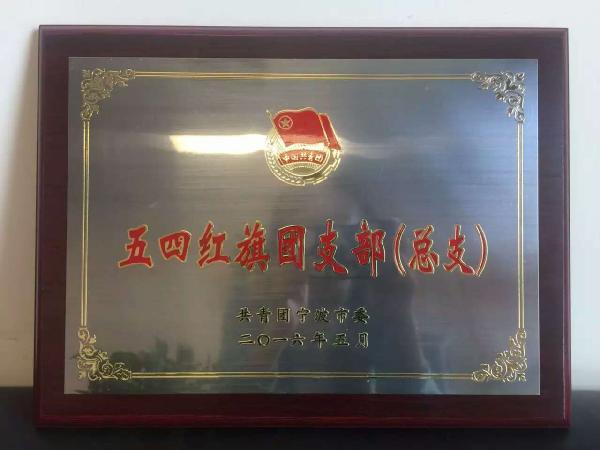 中国共青团
五四红旗团支部(总支)
共青团宁波市委
二〇一六年五月